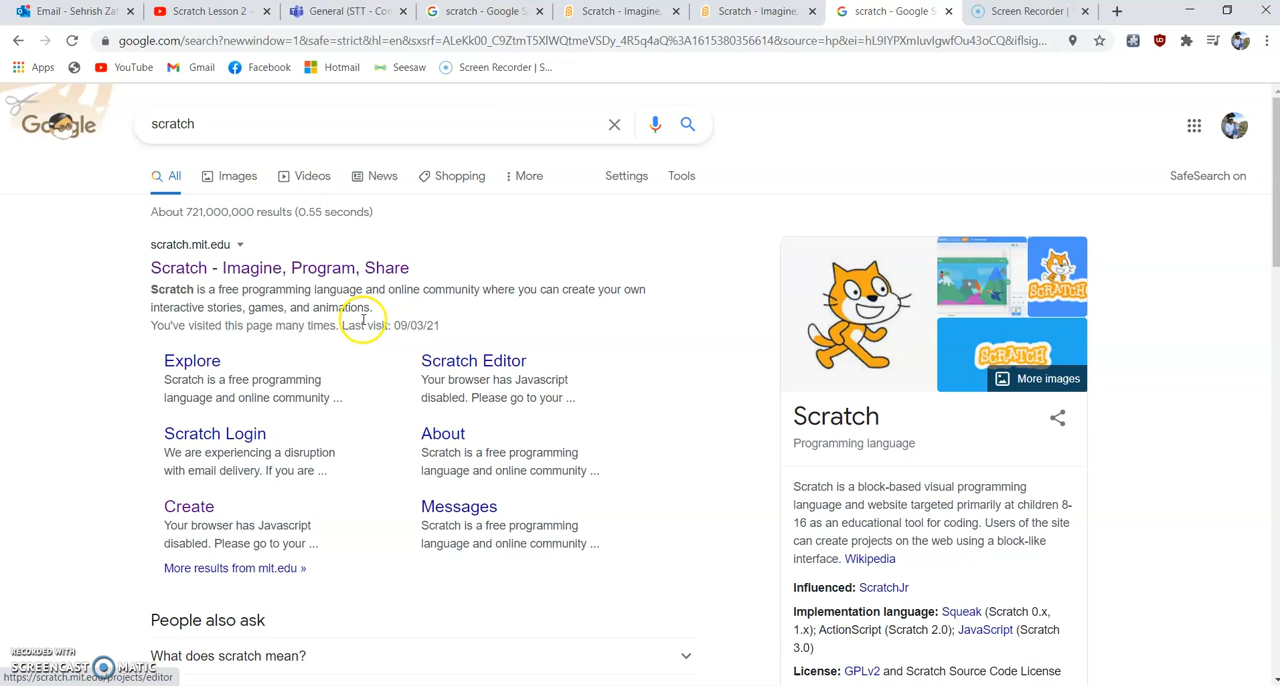 Email - Sehrish Za
Scratch Lesson 2 -
General (STT - Con
scratch - Google S
Scratch - Imagine,
Scratch - Imagine,
scratch - Google S
Screen Recorder | S
google.com/search?newwindow=1&safe=strict&hl=en&sxsrf=ALeKk00_C9ZtmT5XlWQtmeVSDy_4R5q4aQ%3A1615380356614&source=hp&ei=hL9IYPXmIuvIgwfOu43oCQ&iflsig...
Apps
YouTube
Gmail
Facebook
Hotmail
Seesaw
Screen Recorder | S...
Google
scratch
All
Images
Videos
News
Shopping
More
Settings
Tools
SafeSearch on
About 721,000,000 results (0.55 seconds)
scratch.mit.edu
Scratch - Imagine, Program, Share
Scratch is a free programming language and online community where you can create your own
interactive stories, games, and animations.
You've visited this page many times. Last visit: 09/03/21
Explore
Scratch is a free programming
language and online community ...
Scratch Editor
Your browser has Javascript
disabled. Please go to your ...
Scratch Login
We are experiencing a disruption
with email delivery. If you are ...
About
Scratch is a free programming
language and online community ...
Create
Your browser has Javascript
disabled. Please go to your ...
Messages
Scratch is a free programming
language and online community ...
More results from mit.edu »
People also ask
What does scratch mean?
SCRATCH
SCRATCH
More images
Scratch
Programming language
Scratch is a block-based visual programming
language and website targeted primarily at children 8-
16 as an educational tool for coding. Users of the site
can create projects on the web using a block-like
interface. Wikipedia
Influenced: ScratchJr
Implementation language: Squeak (Scratch 0.x,
1.x); ActionScript (Scratch 2.0); JavaScript (Scratch
3.0)
License: GPLv2 and Scratch Source Code License
RECORDED WITH
SCREENCAST MATIC
https://scratch.mit.edu/projects/editor